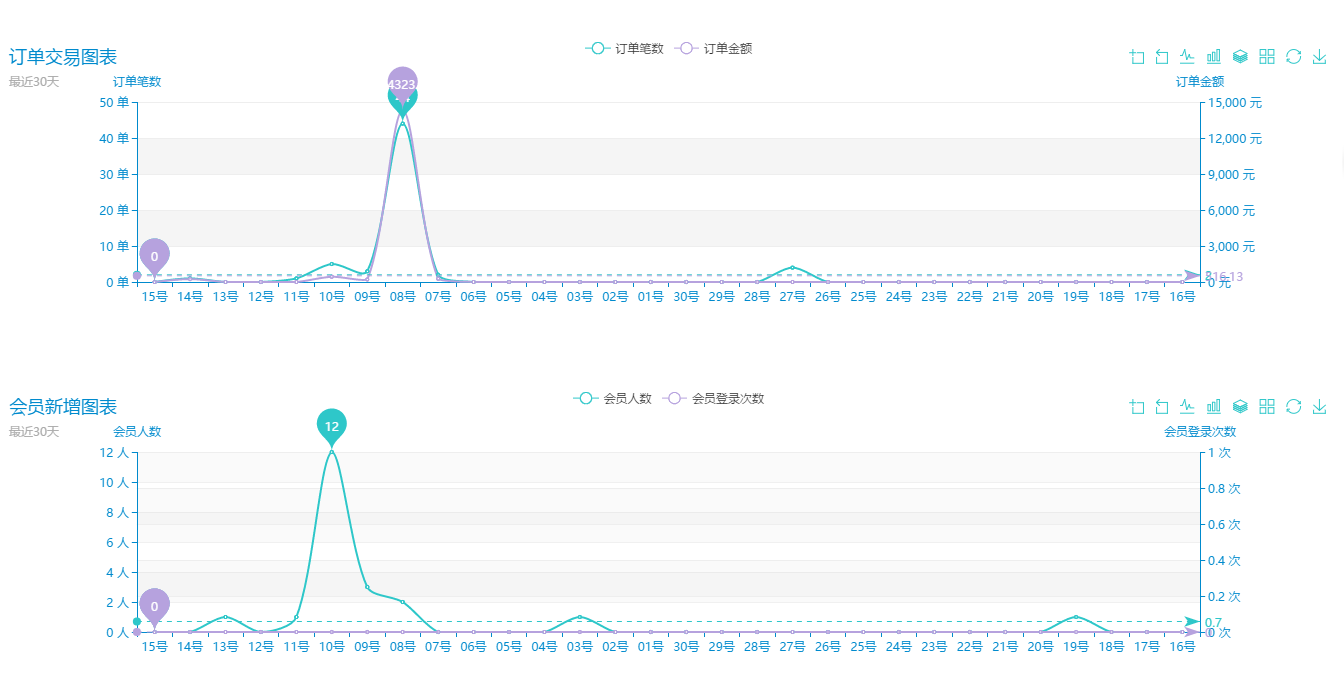 订单交易图表
最近30天
订单笔数 订单金额
订单笔数
订单金额
50 单
40 单
30 单
20 单
10 单
0 单
15,000 元
12,000 元
9,000 元
6,000 元
3,000 元
0 元
4323
0
15号 14号 13号 12号 11号 10号 09号 08号 07号 06号 05号 04号 03号 02号 01号 30号 29号 28号 27号 26号 25号 24号 23号 22号 21号 20号 19号 18号 17号 16号
会员新增图表
最近30天
会员人数 会员登录次数
会员人数
会员登录次数
12 人
10 人
8 人
6 人
4 人
2 人
0 人
1 次
0.8 次
0.6 次
0.4 次
0.2 次
0 次
12
0
0.7
15号 14号 13号 12号 11号 10号 09号 08号 07号 06号 05号 04号 03号 02号 01号 30号 29号 28号 27号 26号 25号 24号 23号 22号 21号 20号 19号 18号 17号 16号